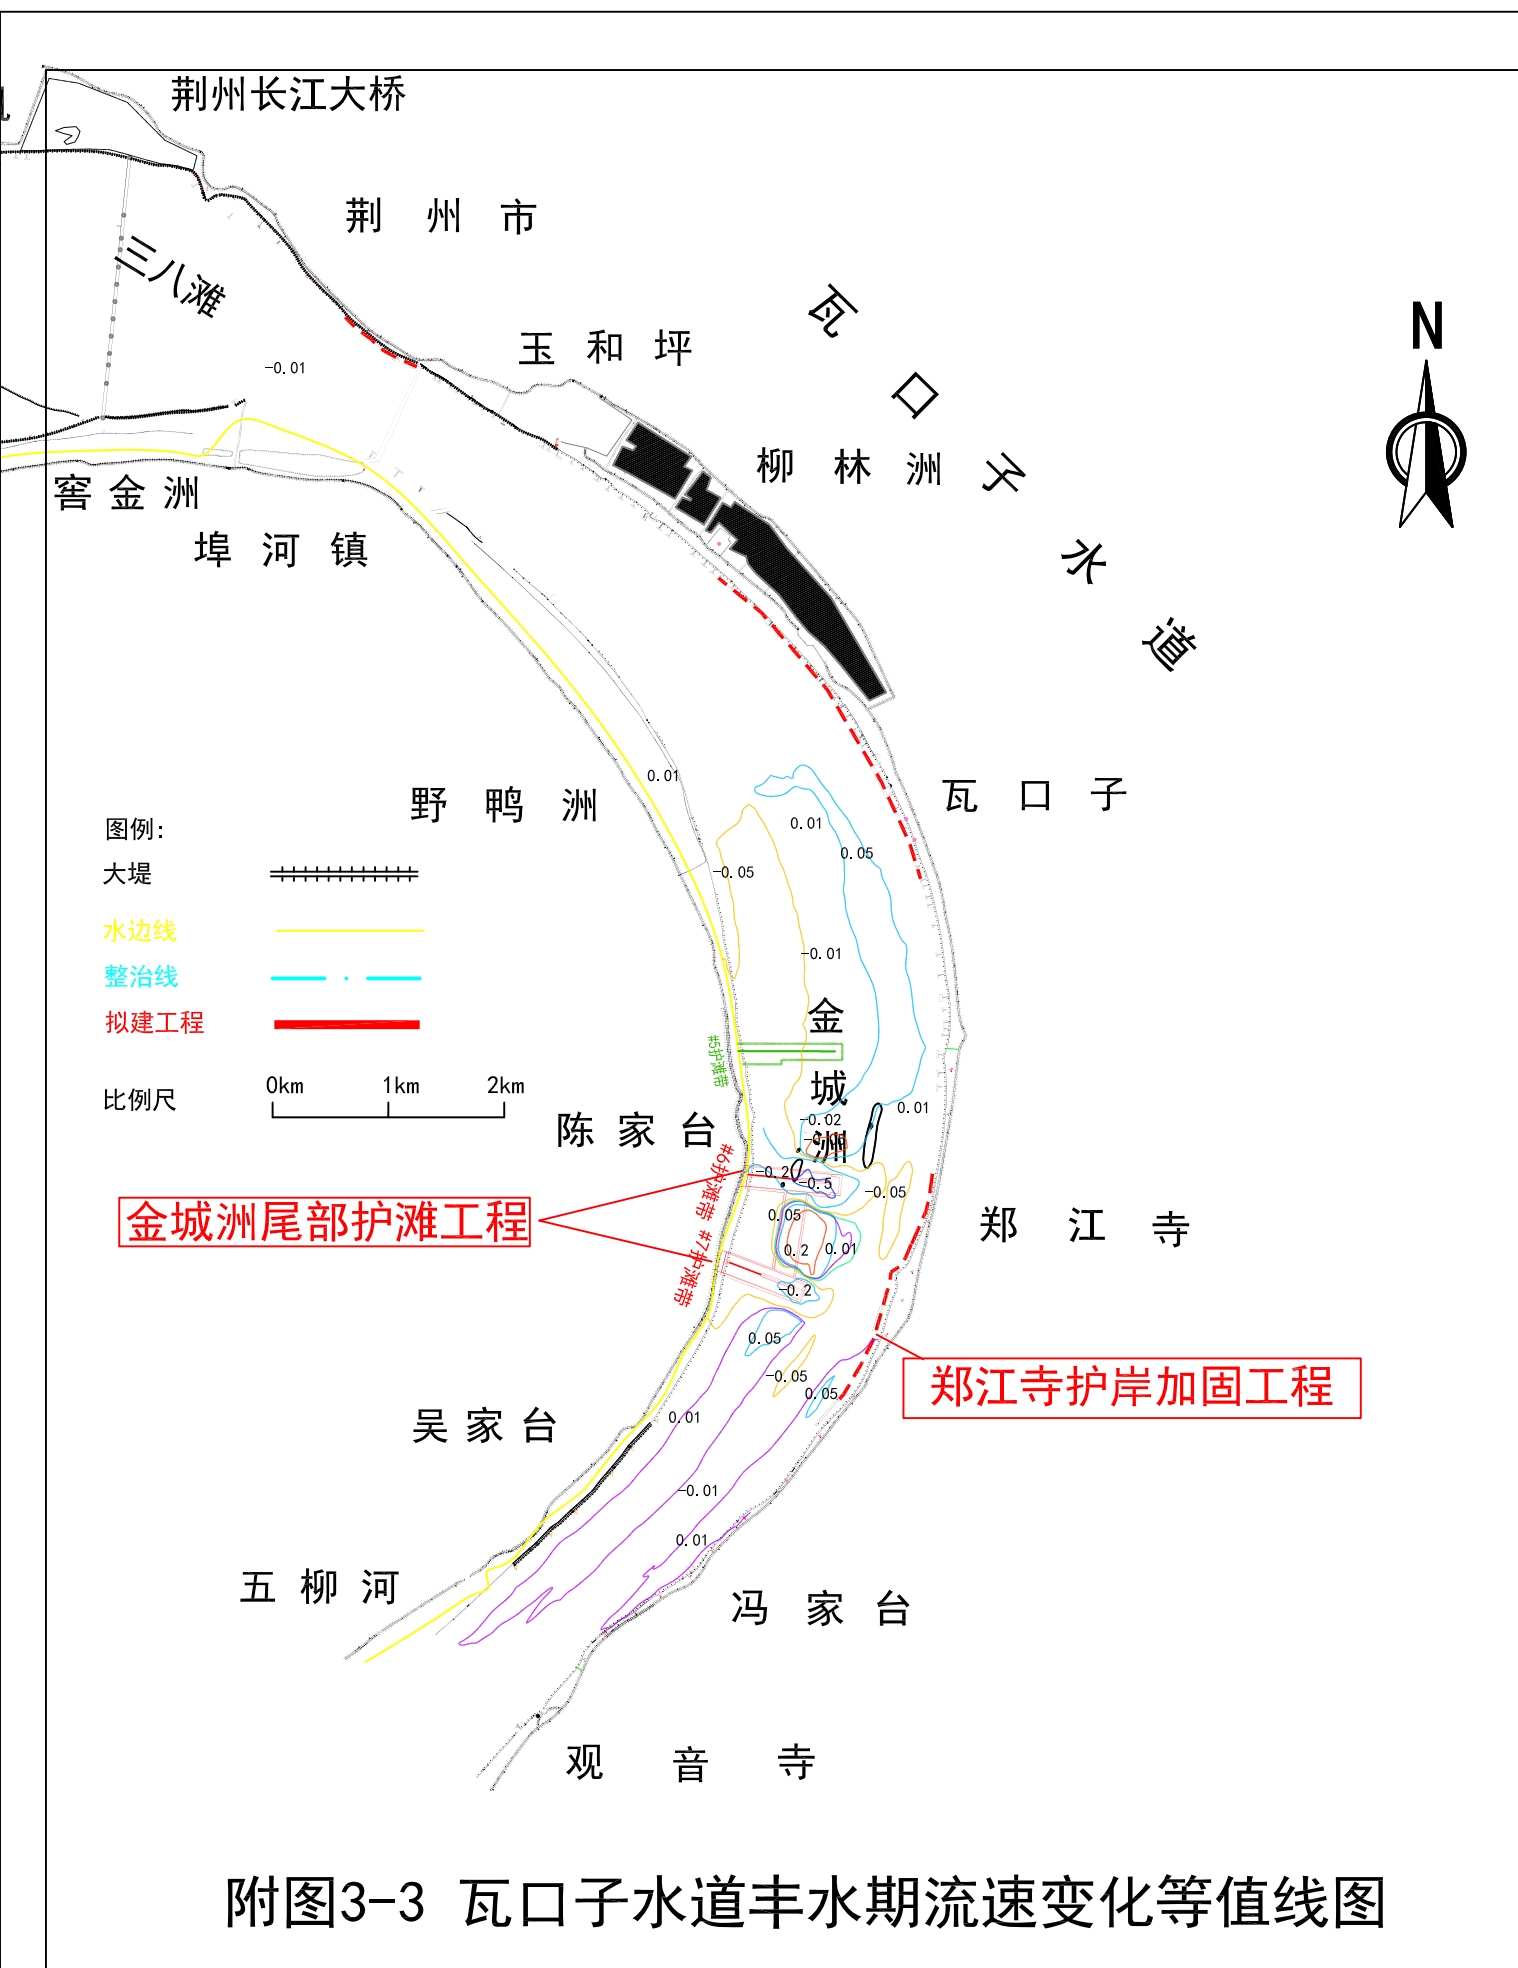 荆州长江大桥
荆州市
三八滩
瓦口子水道
N
玉和坪
-0.01
柳林洲
窖金洲
埠河镇
0.01
野鸭洲
瓦口子
0.01
0.05
-0.05
图例:
大堤
水边线
整治线
拟建工程
比例尺
0km 1km 2km
-0.01
金城洲
#5护滩带
陈家台
-0.02
0.01
#6护滩带
-0.2
-0.5
-0.05
金城洲尾部护滩工程
0.05
郑江寺
0.2
0.01
#7护滩带
-0.2
0.05
-0.05
0.05
郑江寺护岸加固工程
吴家台
0.01
-0.01
0.01
五柳河
冯家台
观音寺
附图3-3 瓦口子水道丰水期流速变化等值线图